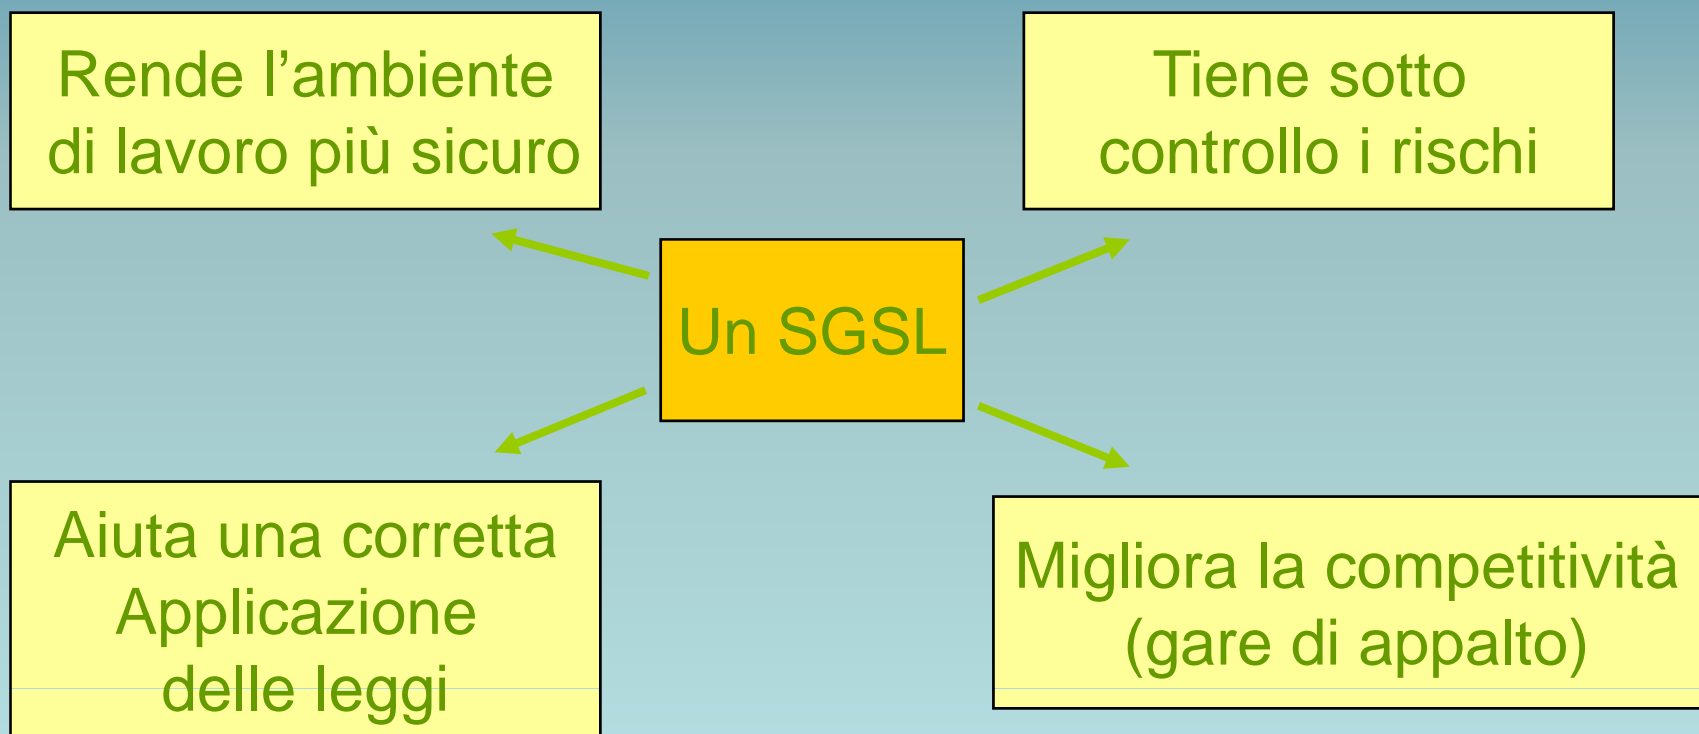 Rende l’ambiente
di lavoro più sicuro
Tiene sotto
controllo i rischi
Un SGSL
Aiuta una corretta
Applicazione
delle leggi
Migliora la competitività
(gare di appalto)